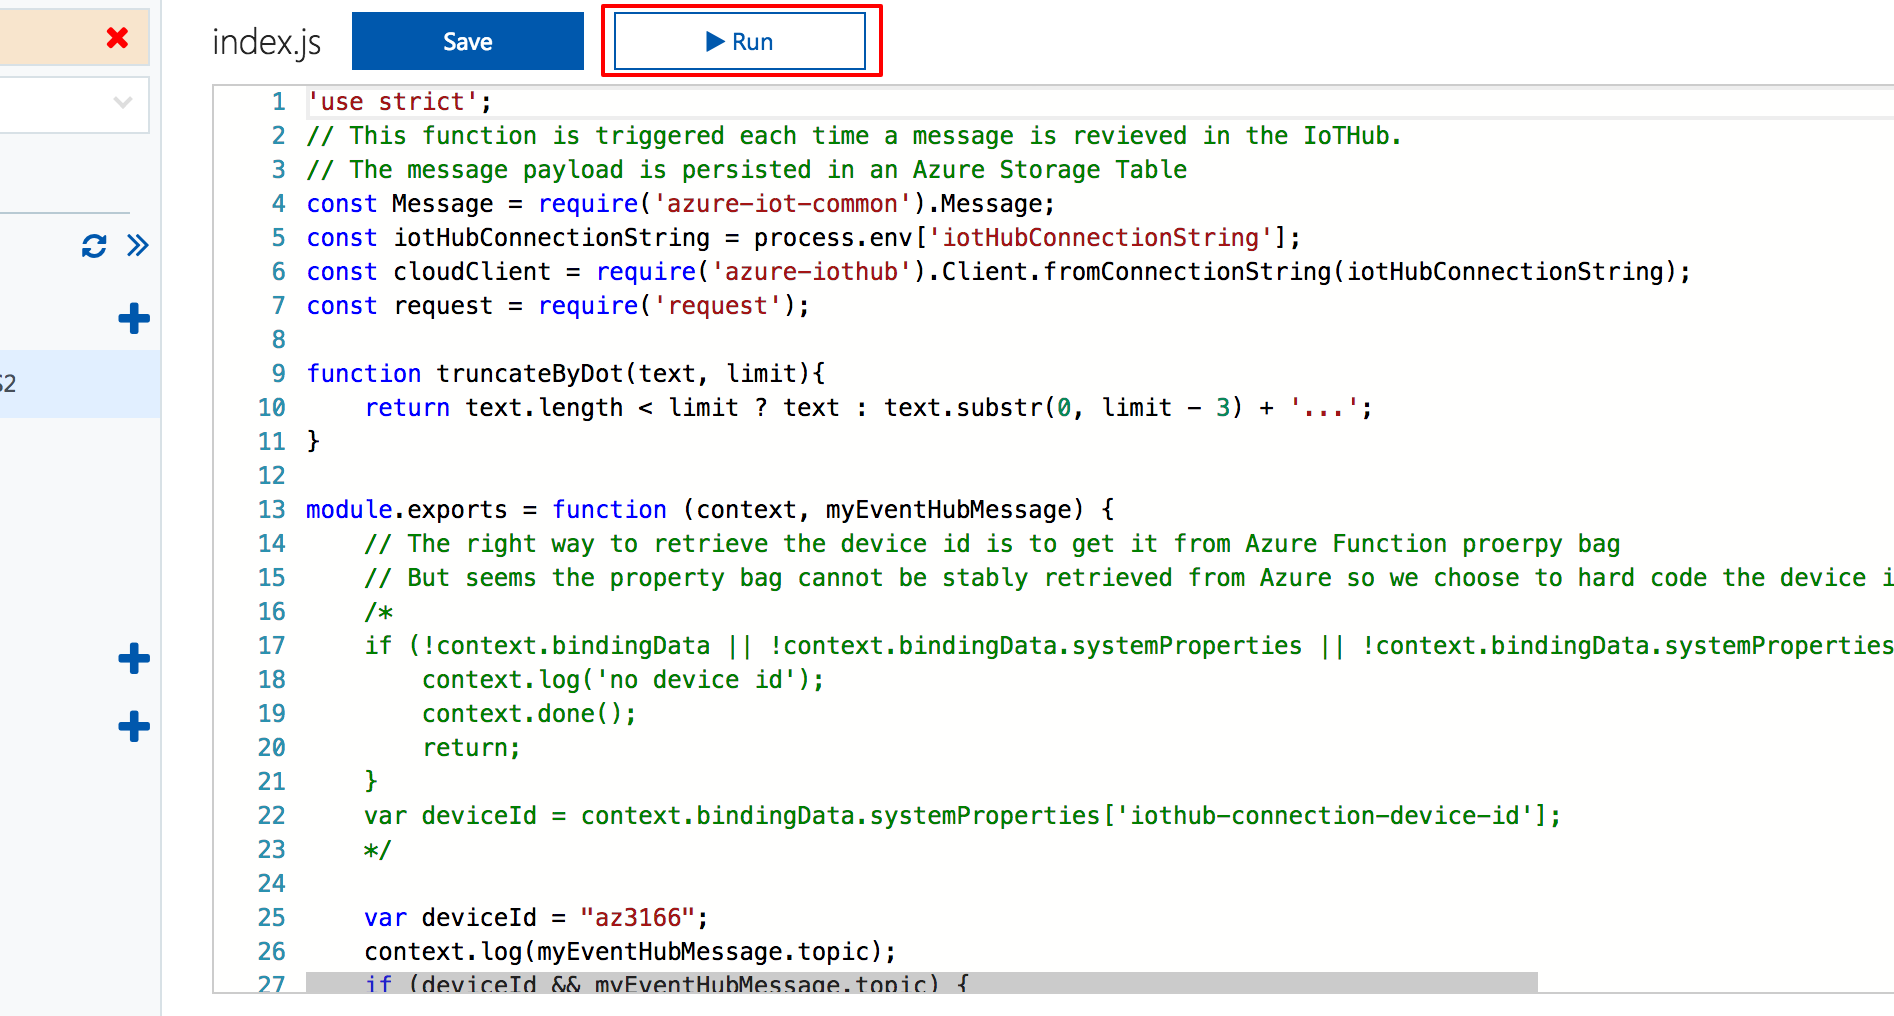 index.js Save Run
1 'use strict';
2 // This function is triggered each time a message is revieved in the IoTHub.
3 // The message payload is persisted in an Azure Storage Table
4 const Message = require('azure-iot-common').Message;
5 const iotHubConnectionString = process.env['iotHubConnectionString'];
6 const cloudClient = require('azure-iothub').Client.fromConnectionString(iotHubConnectionString);
7 const request = require('request');
8
9 function truncateByDot(text, limit){
S2
10     return text.length < limit ? text : text.substr(0, limit - 3) + '...';
11 }
12
13 module.exports = function (context, myEventHubMessage) {
14     // The right way to retrieve the device id is to get it from Azure Function proerpy bag
15     // But seems the property bag cannot be stably retrieved from Azure so we choose to hard code the device i
16     /*
17     if (!context.bindingData || !context.bindingData.systemProperties || !context.bindingData.systemProperties
18         context.log('no device id');
19         context.done();
20         return;
21     }
22     var deviceId = context.bindingData.systemProperties['iothub-connection-device-id'];
23     */
24
25     var deviceId = "az3166";
26     context.log(myEventHubMessage.topic);
27     if (deviceId && myEventHubMessage.topic) {